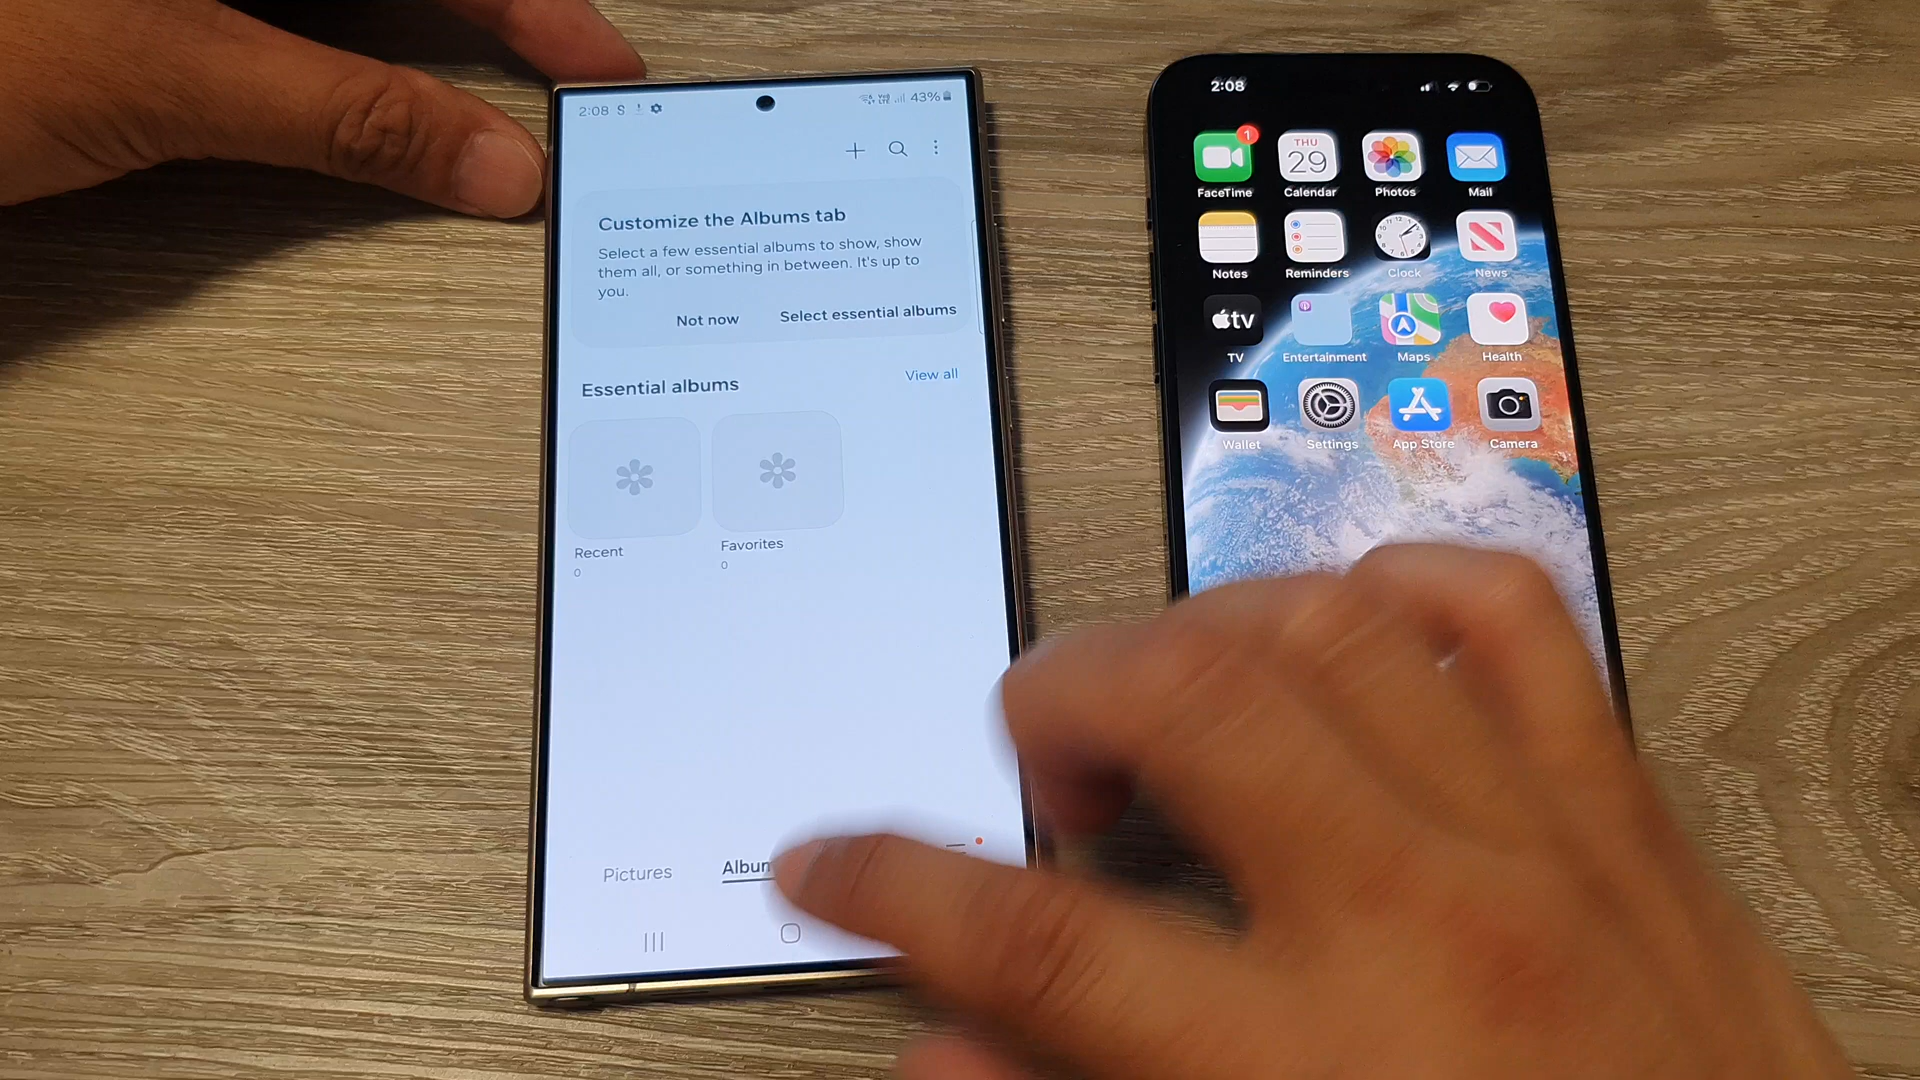 2:08
43%
Customize the Albums tab
Select a few essential albums to show, show
them all, or something in between. It's up to
you.
Not now
Select essential albums
Essential albums
View all
Recent
0
Favorites
0
Pictures
Album
2:08
1
THU
29
FaceTime
Calendar
Photos
Mail
Notes
Reminders
Clock
News
tv
TV
Entertainment
Maps
Health
Wallet
Settings
App Store
Camera